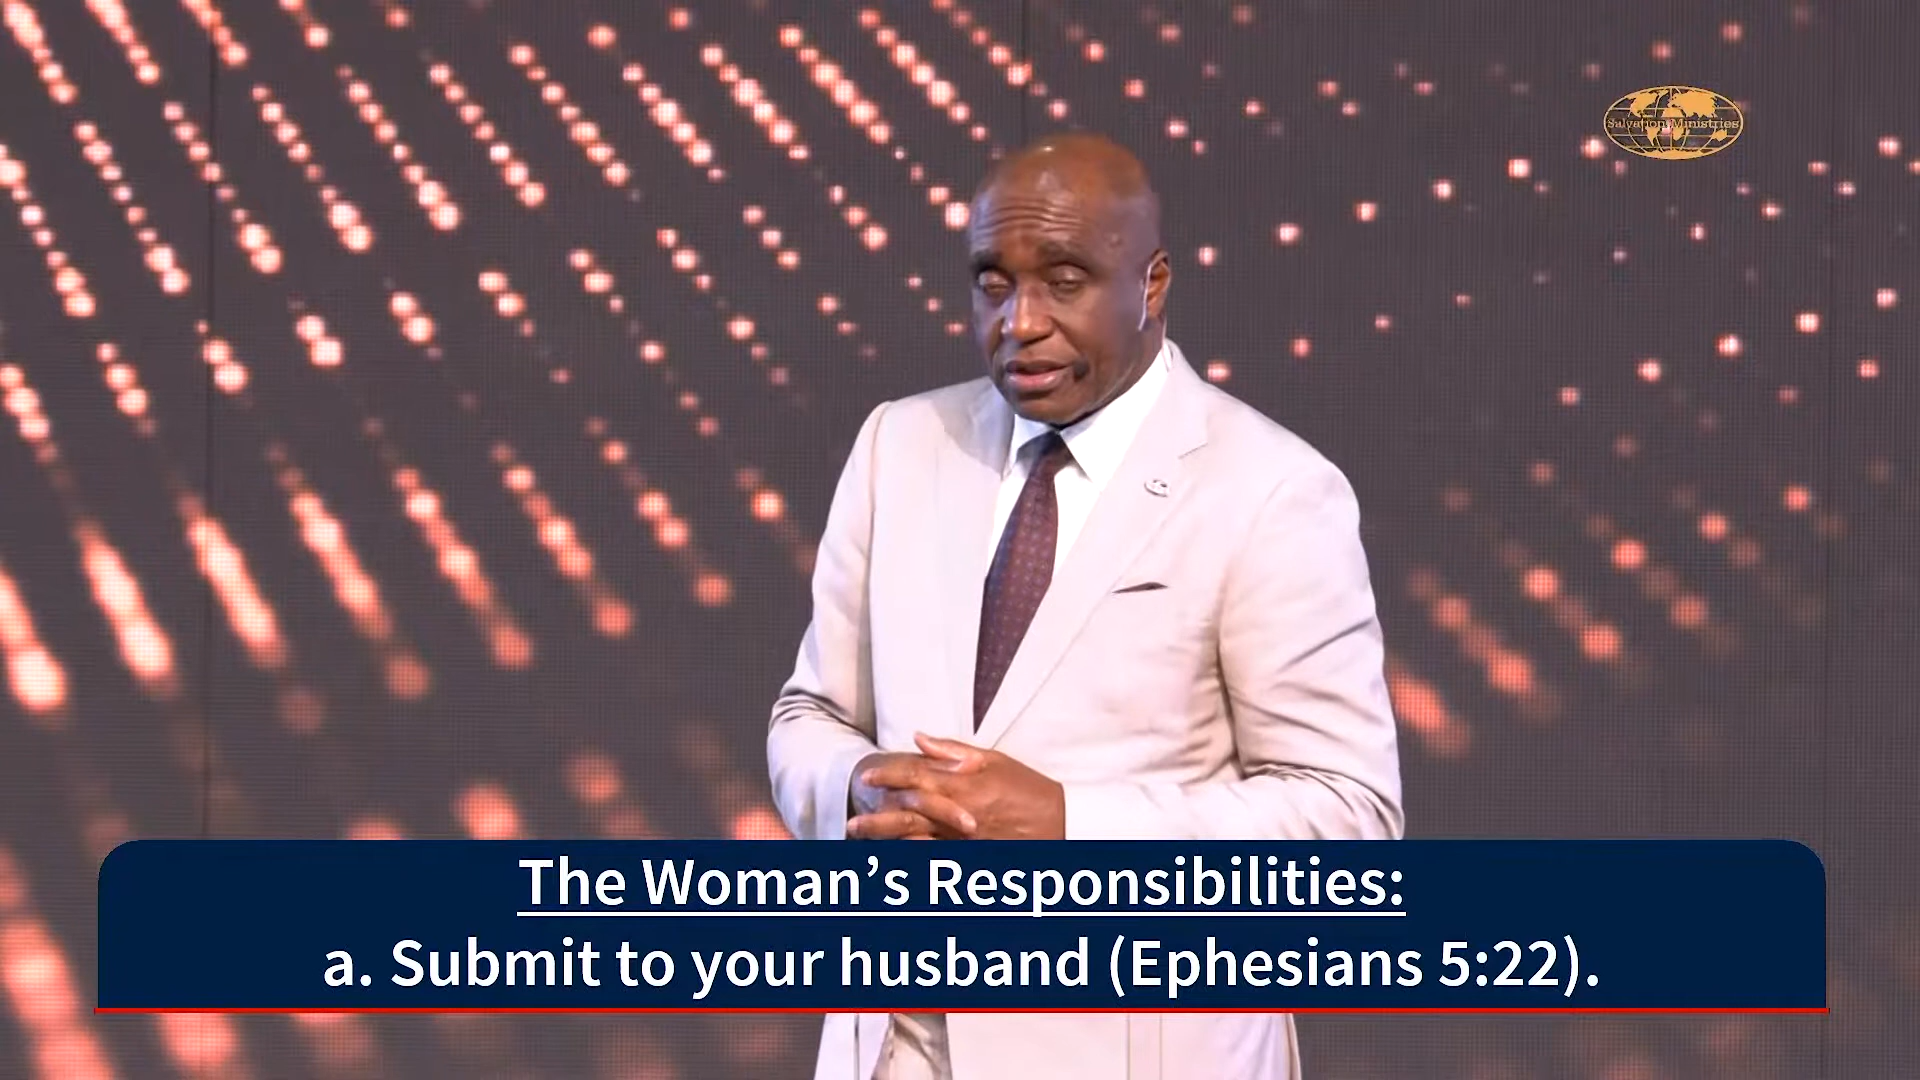 Salvation Ministries
The Woman’s Responsibilities:
a. Submit to your husband (Ephesians 5:22).